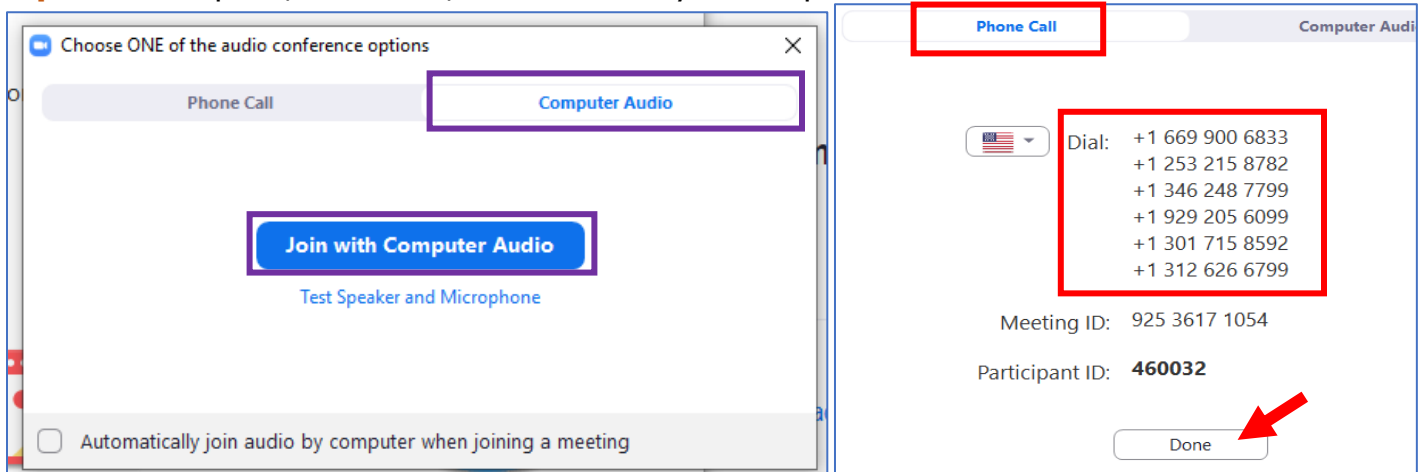 Choose ONE of the audio conference options
Phone Call
Computer Audio
Join with Computer Audio
Test Speaker and Microphone
Automatically join audio by computer when joining a meeting
Phone Call
Computer
Dial:
+1 669 900 6833
+1 253 215 8782
+1 346 248 7799
+1 929 205 6099
+1 301 715 8592
+1 312 626 6799
Meeting ID: 925 3617 1054
Participant ID: 460032
Done